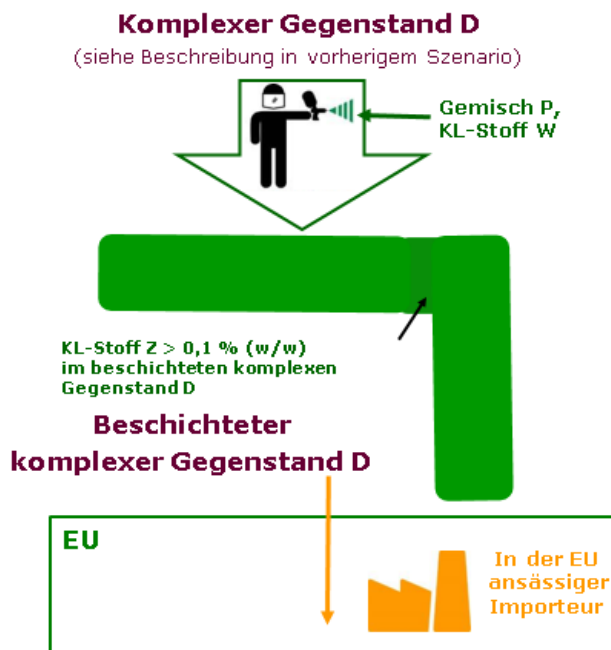 Komplexer Gegenstand D
(siehe Beschreibung in vorherigem Szenario)
Gemisch P,
KL-Stoff W
KL-Stoff Z > 0,1 % (w/w)
im beschichteten komplexen
Gegenstand D
Beschichteter
komplexer Gegenstand D
EU
In der EU
ansässiger
Importeur